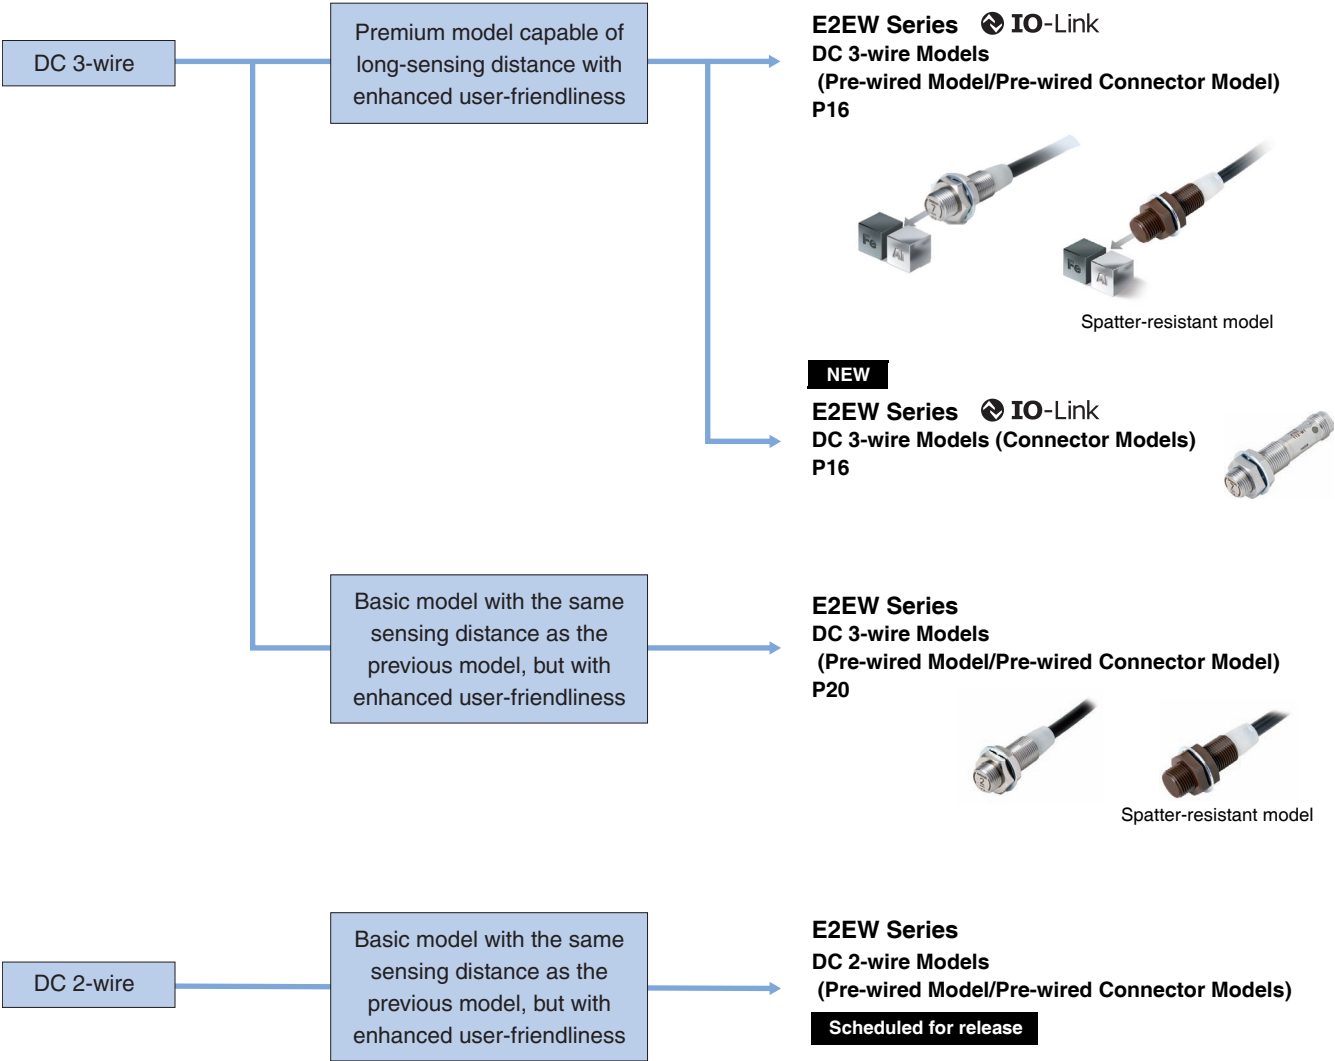 DC 3-wire
Premium model capable of
long-sensing distance with
enhanced user-friendliness
E2EW Series IO-Link
DC 3-wire Models
(Pre-wired Model/Pre-wired Connector Model)
P16
Fe
Al
Fe
Al
Spatter-resistant model
NEW
E2EW Series IO-Link
DC 3-wire Models (Connector Models)
P16
Basic model with the same
sensing distance as the
previous model, but with
enhanced user-friendliness
E2EW Series
DC 3-wire Models
(Pre-wired Model/Pre-wired Connector Model)
P20
Spatter-resistant model
DC 2-wire
Basic model with the same
sensing distance as the
previous model, but with
enhanced user-friendliness
E2EW Series
DC 2-wire Models
(Pre-wired Model/Pre-wired Connector Models)
Scheduled for release